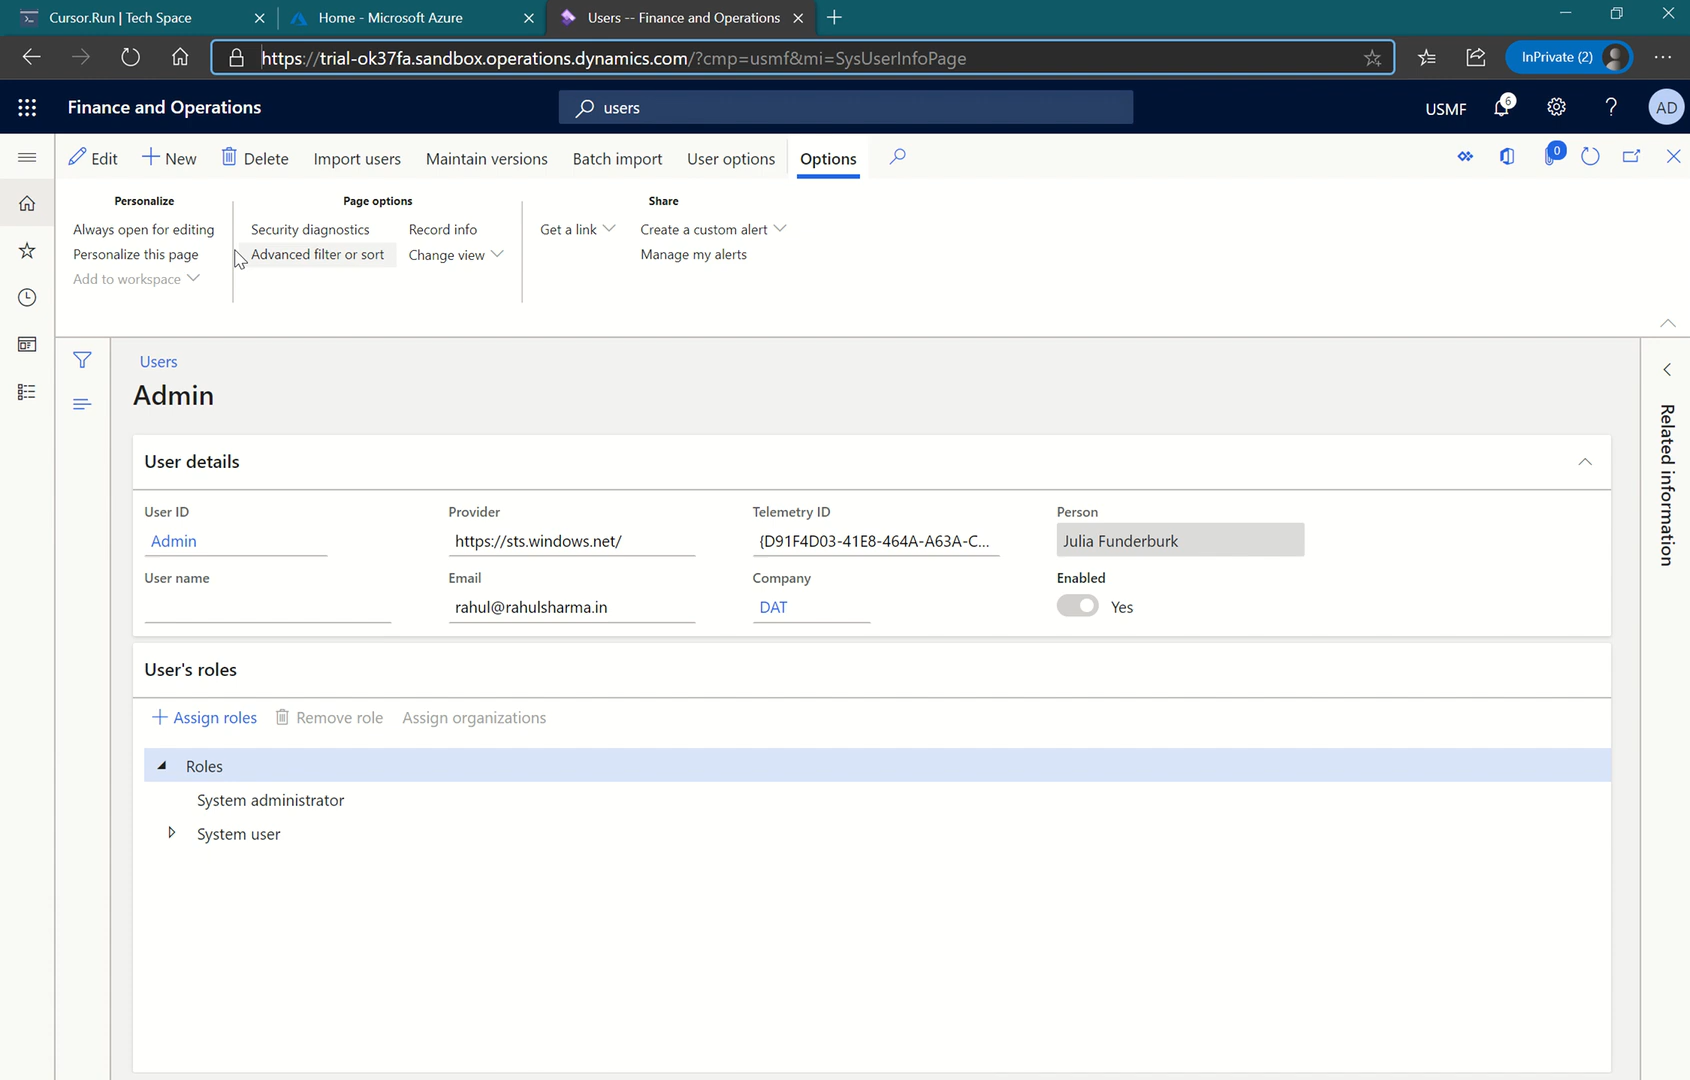 Cursor.Run | Tech Space
Home - Microsoft Azure
Users -- Finance and Operations
https://trial-ok37fa.sandbox.operations.dynamics.com/?cmp=usmf&mi=SysUserInfoPage
InPrivate (2)
Finance and Operations
users
USMF
6
?
AD
Edit
New
Delete
Import users
Maintain versions
Batch import
User options
Options
0
Personalize
Always open for editing
Personalize this page
Add to workspace
Page options
Security diagnostics
Advanced filter or sort
Record info
Change view
Share
Get a link
Create a custom alert
Manage my alerts
Users
Admin
Related information
User details
User ID
Admin
Provider
https://sts.windows.net/
Telemetry ID
{D91F4D03-41E8-464A-A63A-C...
Person
Julia Funderburk
User name
Email
rahul@rahulsharma.in
Company
DAT
Enabled
Yes
User's roles
Assign roles
Remove role
Assign organizations
Roles
System administrator
System user